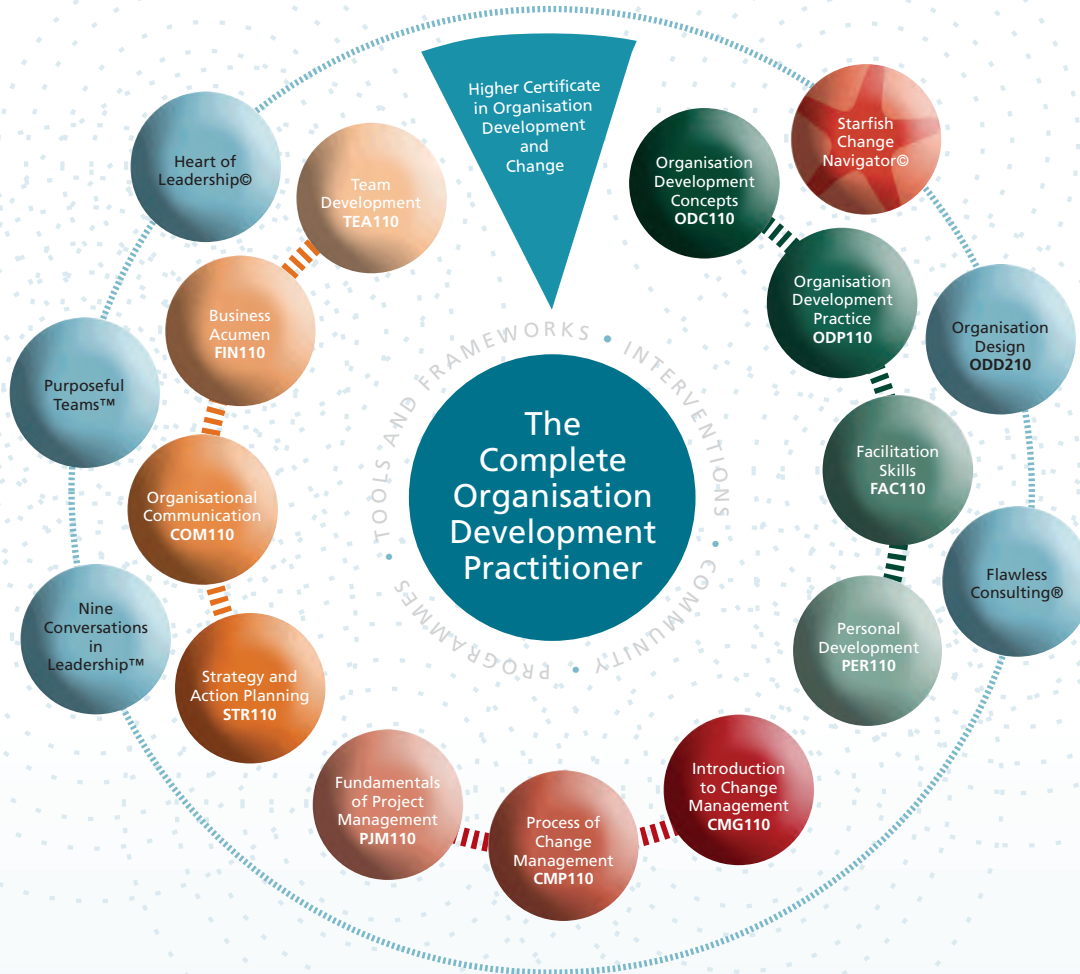 Higher Certificate
in Organisation
Development
and
Change
Starfish
Change
Navigator©
Organisation
Development
Concepts
ODC110
Organisation
Development
Practice
ODP110
Organisation
Design
ODD210
Facilitation
Skills
FAC110
Flawless
Consulting®
Personal
Development
PER110
Introduction
to Change
Management
CMG110
Process of
Change
Management
CMP110
Fundamentals
of Project
Management
PJM110
Strategy and
Action Planning
STR110
Nine
Conversations
in
Leadership™
Organisational
Communication
COM110
Purposeful
Teams™
Business
Acumen
FIN110
Heart of
Leadership©
Team
Development
TEA110
TOOLS AND FRAMEWORKS • INTERVENTIONS • COMMUNITY • PROGRAMMES •
The
Complete
Organisation
Development
Practitioner